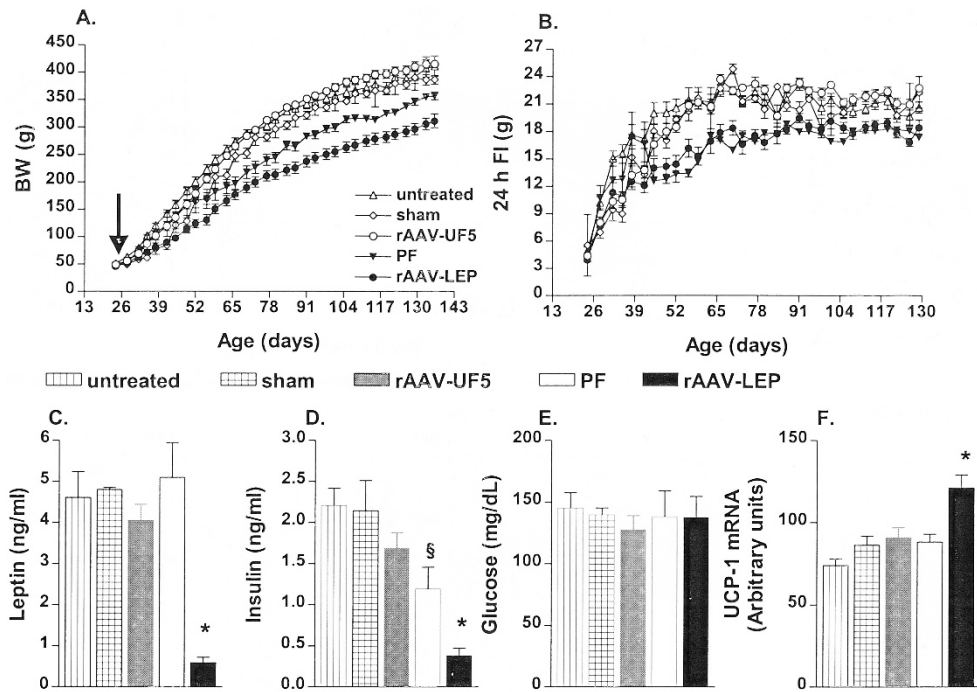 A.
B.
450
400
350
300
250
200
150
100
50
0
BW (g)
13 26 39 52 65 78 91 104 117 130 143
Age (days)
untreated
sham
rAAV-UF5
PF
rAAV-LEP
27
24
21
18
15
12
9
6
3
0
24 h FI (g)
13 26 39 52 65 78 91 104 117 130
Age (days)
untreated sham rAAV-UF5 PF rAAV-LEP
C.
6
5
4
3
2
1
0
Leptin (ng/ml)
*
D.
3.0
2.5
2.0
1.5
1.0
0.5
0.0
Insulin (ng/ml)
§
*
E.
200
150
100
50
0
Glucose (mg/dL)
F.
150
100
50
0
UCP-1 mRNA
(Arbitrary units)
*